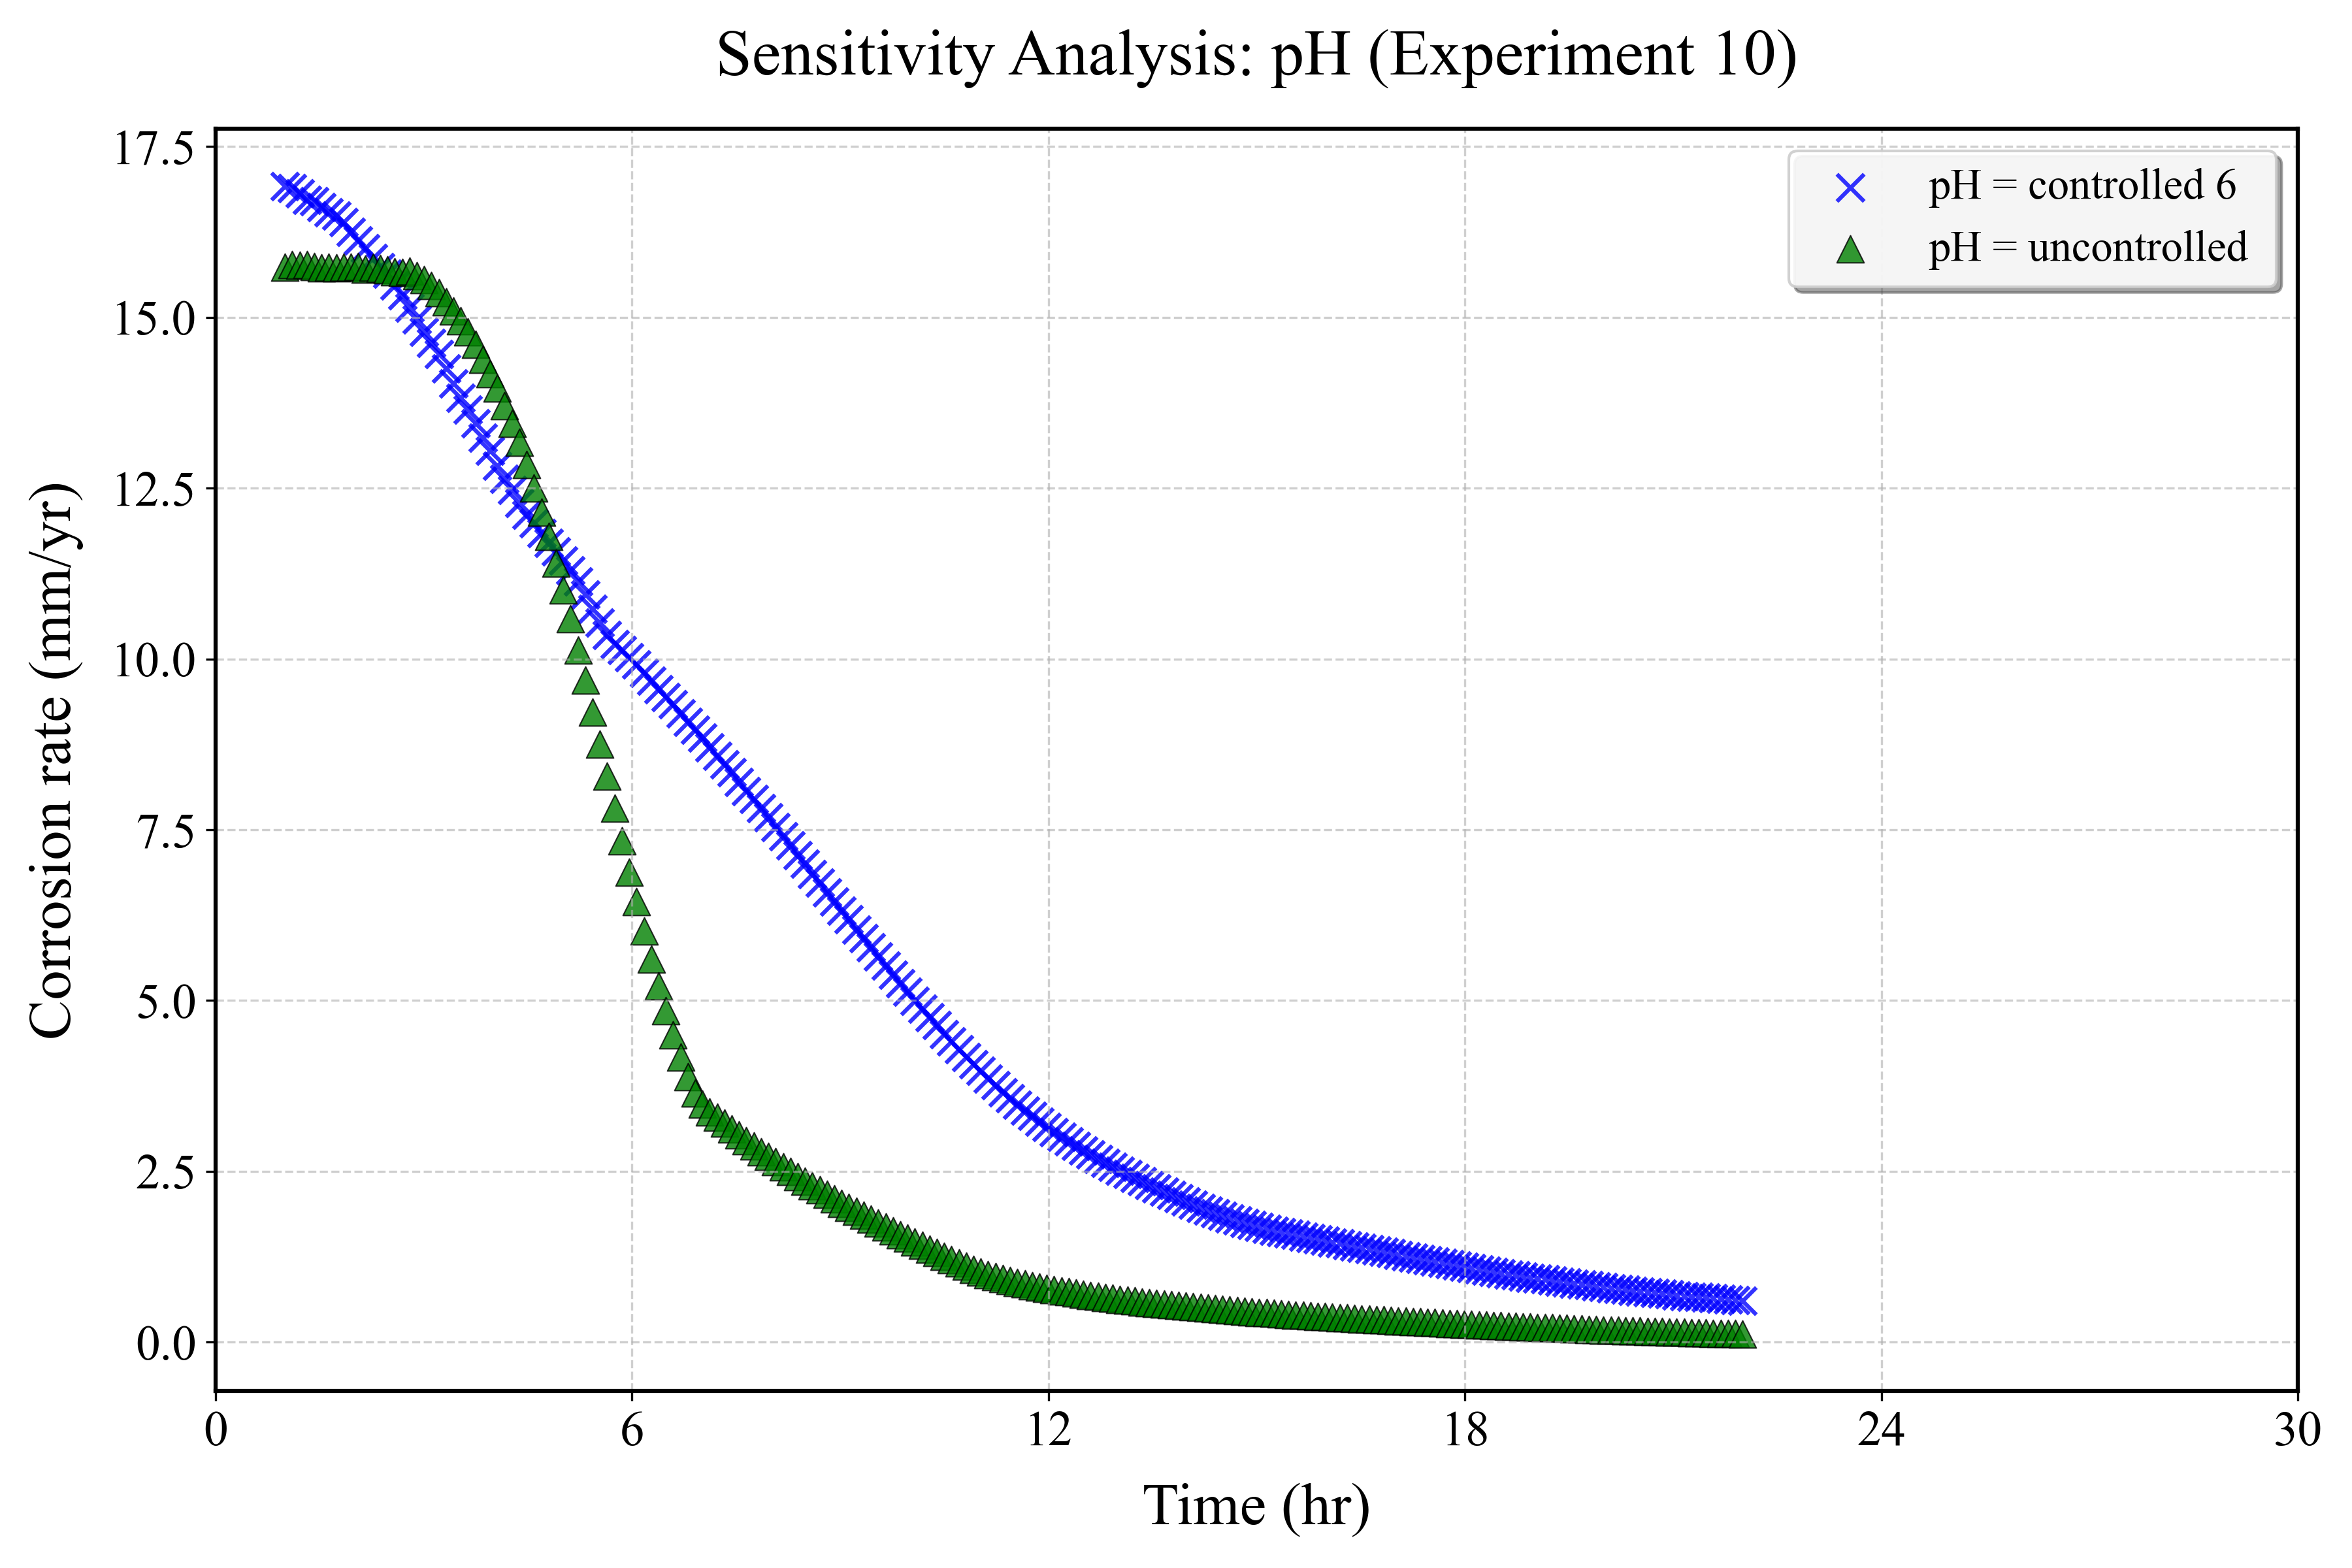 Sensitivity Analysis: pH (Experiment 10)
17.5
15.0
12.5
10.0
7.5
5.0
2.5
0.0
Corrosion rate (mm/yr)
pH = controlled 6
pH = uncontrolled
0 6 12 18 24 30
Time (hr)